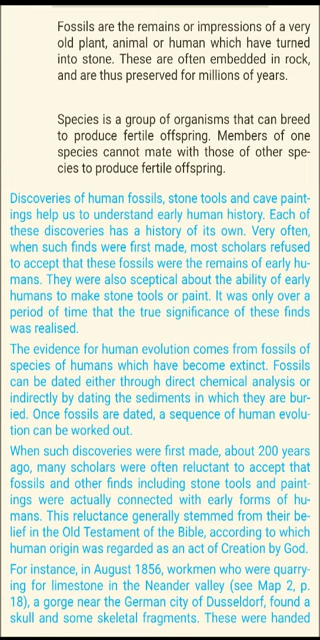 Fossils are the remains or impressions of a very
old plant, animal or human which have turned
into stone. These are often embedded in rock,
and are thus preserved for millions of years.
Species is a group of organisms that can breed
to produce fertile offspring. Members of one
species cannot mate with those of other spe-
cies to produce fertile offspring.
Discoveries of human fossils, stone tools and cave paint-
ings help us to understand early human history. Each of
these discoveries has a history of its own. Very often,
when such finds were first made, most scholars refused
to accept that these fossils were the remains of early hu-
mans. They were also sceptical about the ability of early
humans to make stone tools or paint. It was only over a
period of time that the true significance of these finds
was realised.
The evidence for human evolution comes from fossils of
species of humans which have become extinct. Fossils
can be dated either through direct chemical analysis or
indirectly by dating the sediments in which they are bur-
ied. Once fossils are dated, a sequence of human evolu-
tion can be worked out.
When such discoveries were first made, about 200 years
ago, many scholars were often reluctant to accept that
fossils and other finds including stone tools and paint-
ings were actually connected with early forms of hu-
mans. This reluctance generally stemmed from their be-
lief in the Old Testament of the Bible, according to which
human origin was regarded as an act of Creation by God.
For instance, in August 1856, workmen who were quarry-
ing for limestone in the Neander valley (see Map 2, p.
18), a gorge near the German city of Dusseldorf, found a
skull and some skeletal fragments. These were handed